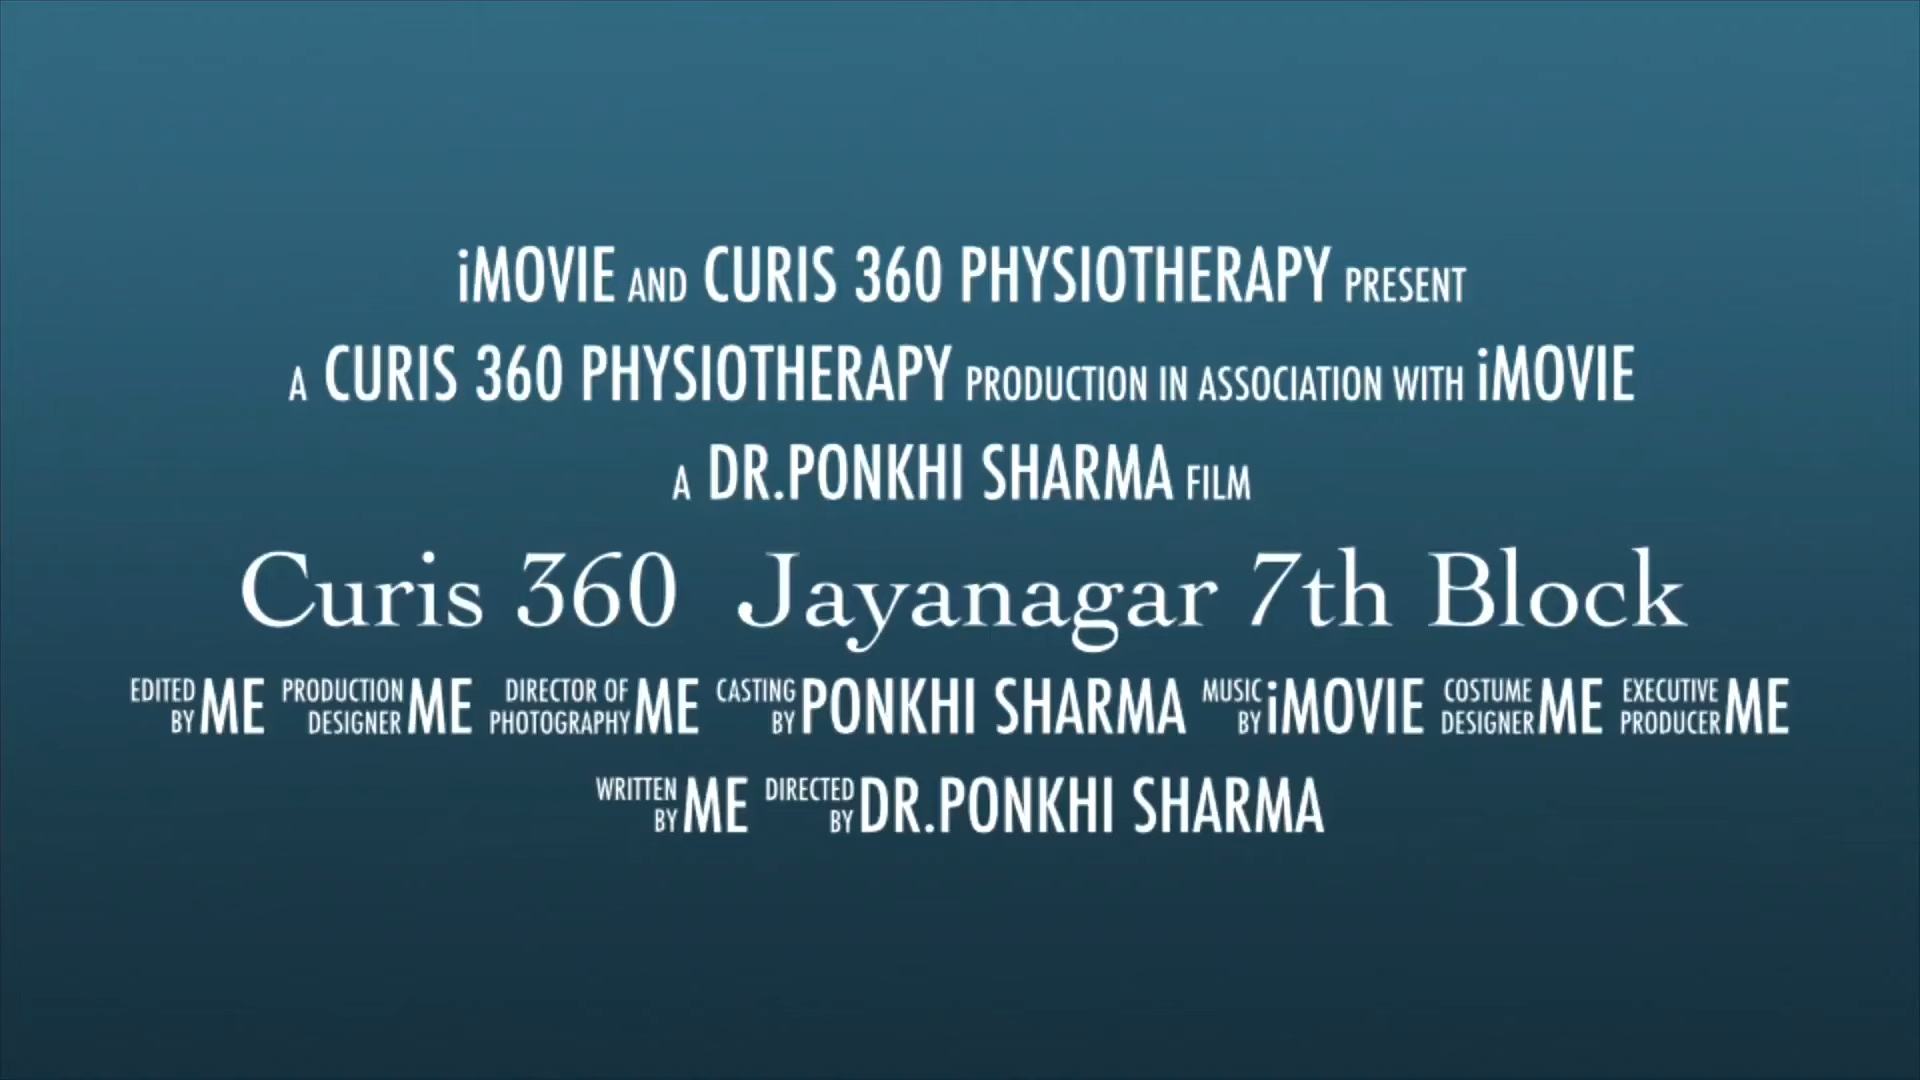 iMOVIE AND CURIS 360 PHYSIOTHERAPY PRESENT
A CURIS 360 PHYSIOTHERAPY PRODUCTION IN ASSOCIATION WITH iMOVIE
A DR.PONKHI SHARMA FILM
Curis 360  Jayanagar 7th Block
EDITED BY ME PRODUCTION DESIGNER ME DIRECTOR OF PHOTOGRAPHY ME CASTING BY PONKHI SHARMA MUSIC BY iMOVIE COSTUME DESIGNER ME EXECUTIVE PRODUCER ME
WRITTEN BY ME DIRECTED BY DR.PONKHI SHARMA